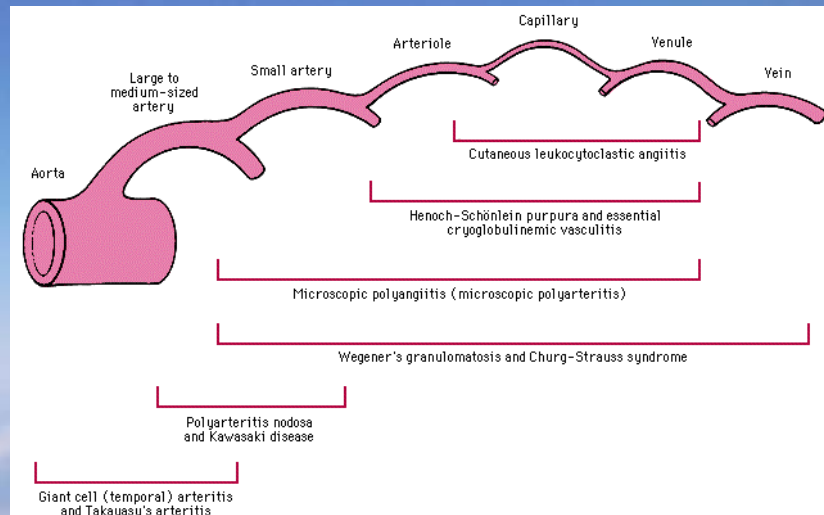 Capillary
Arteriole
Venule
Large to
medium-sized
artery
Small artery
Vein
Aorta
Cutaneous leukocytoclastic angiitis
Henoch-Schönlein purpura and essential
cryoglobulinemic vasculitis
Microscopic polyangiitis (microscopic polyarteritis)
Wegener's granulomatosis and Churg-Strauss syndrome
Polyarteritis nodosa
and Kawasaki disease
Giant cell (temporal) arteritis
and Takayasu's arteritis